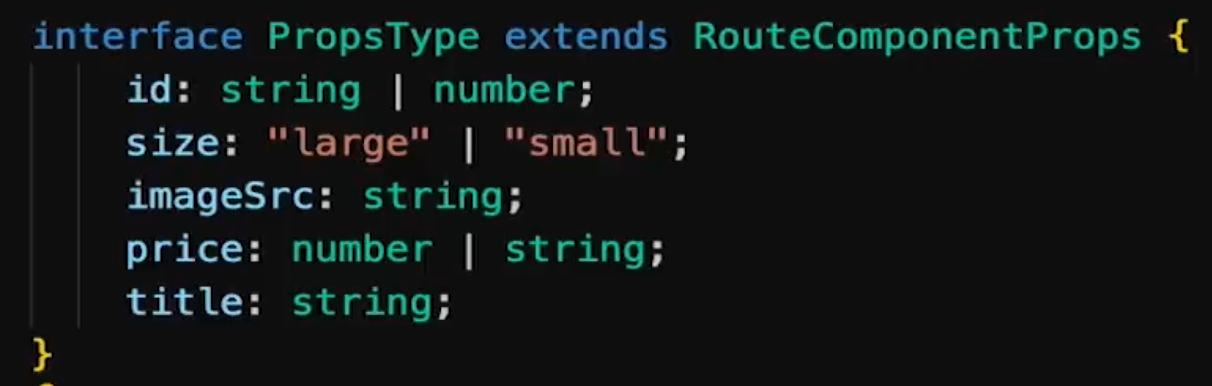 interface PropsType extends RouteComponentProps {
id: string | number;
size: "large" | "small";
imageSrc: string;
price: number | string;
title: string;
}